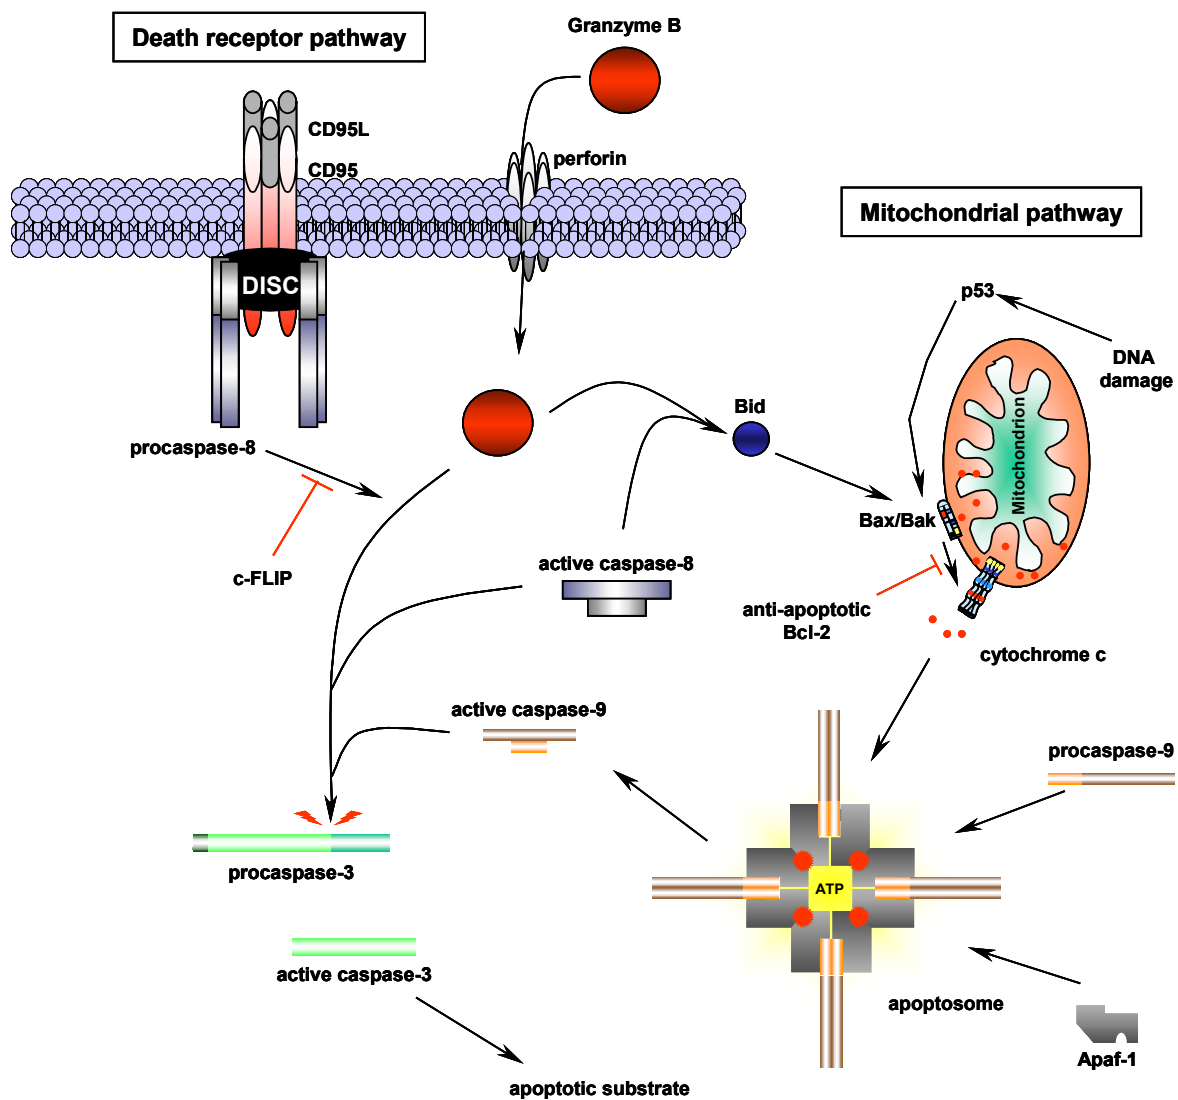 Death receptor pathway
Granzyme B
CD95L
CD95
perforin
Mitochondrial pathway
DISC
p53
DNA
damage
procaspase-8
Bid
Mitochondrion
Bax/Bak
c-FLIP
active caspase-8
anti-apoptotic
Bcl-2
cytochrome c
active caspase-9
procaspase-9
procaspase-3
ATP
active caspase-3
apoptosome
Apaf-1
apoptotic substrate